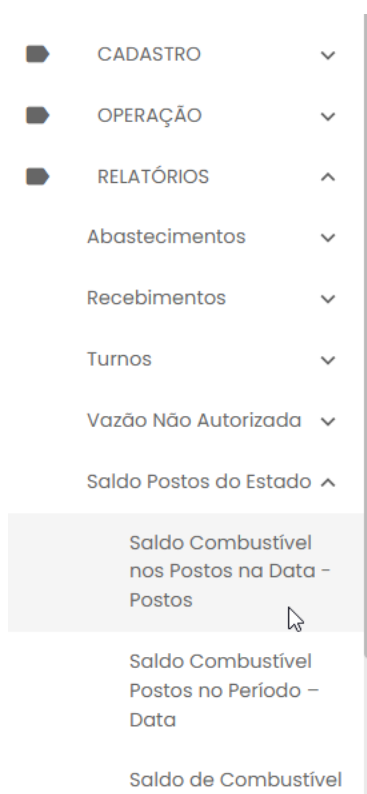 CADASTRO
OPERAÇÃO
RELATÓRIOS
Abastecimentos
Recebimentos
Turnos
Vazão Não Autorizada
Saldo Postos do Estado
Saldo Combustível
nos Postos na Data -
Postos
Saldo Combustível
Postos no Período –
Data
Saldo de Combustível